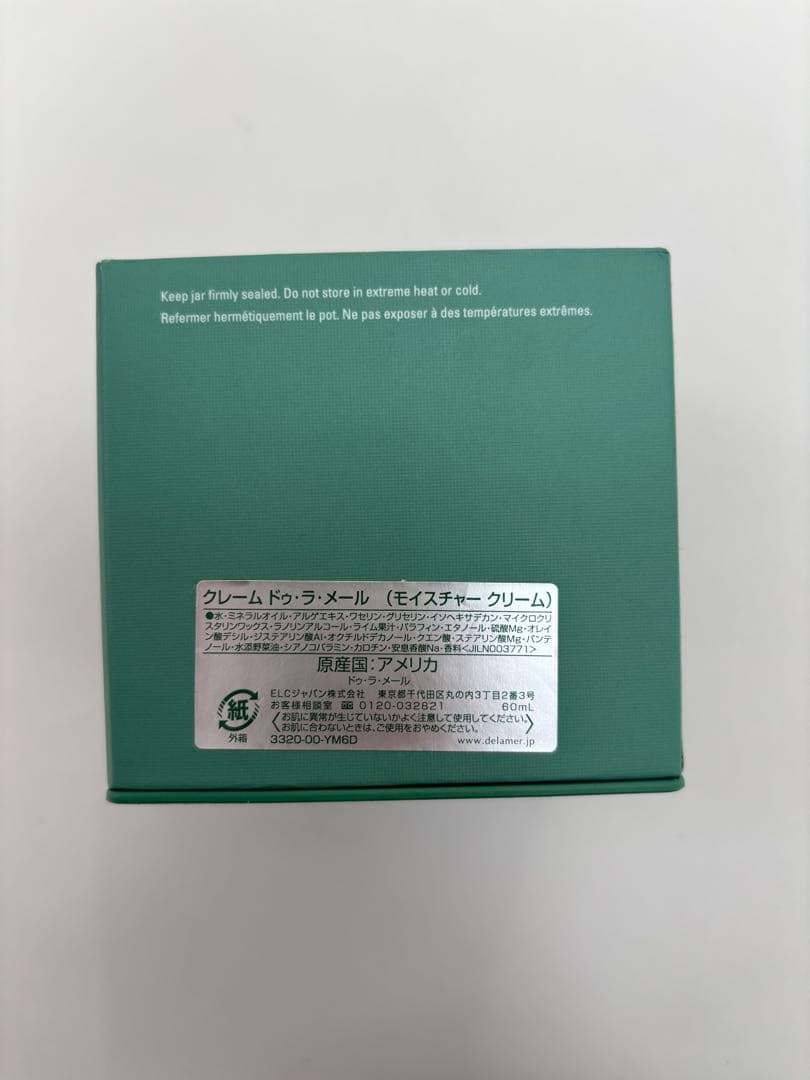 Keep jar firmly sealed. Do not store in extreme heat or cold.
Refermer hermétiquement le pot. Ne pas exposer à des températures extrêmes.
クレーム ドゥ・ラ・メール (モイスチャー クリーム)
●水・ミネラルオイル・アルゲエキス・ワセリン・グリセリン・イソヘキサデカン・マイクロクリ
スタリンワックス・ラノリンアルコール・ライム果汁・パラフィン・エタノール・硫酸Mg・オレイ
ン酸デシル・ジステアリン酸Al・オクチルドデカノール・クエン酸・ステアリン酸Mg・パンテ
ノール・水添野菜油・シアノコバラミン・カロチン・安息香酸Na・香料<JILN003771>
原産国：アメリカ
ドゥ・ラ・メール
ELCジャパン株式会社 東京都千代田区丸の内3丁目2番3号
お客様相談室 0120-032821 60mL
〈お肌に異常が生じていないかよく注意して使用してください。
お肌に合わないときは、ご使用をおやめください。〉
3320-00-YM6D www.delamer.jp
紙
外箱